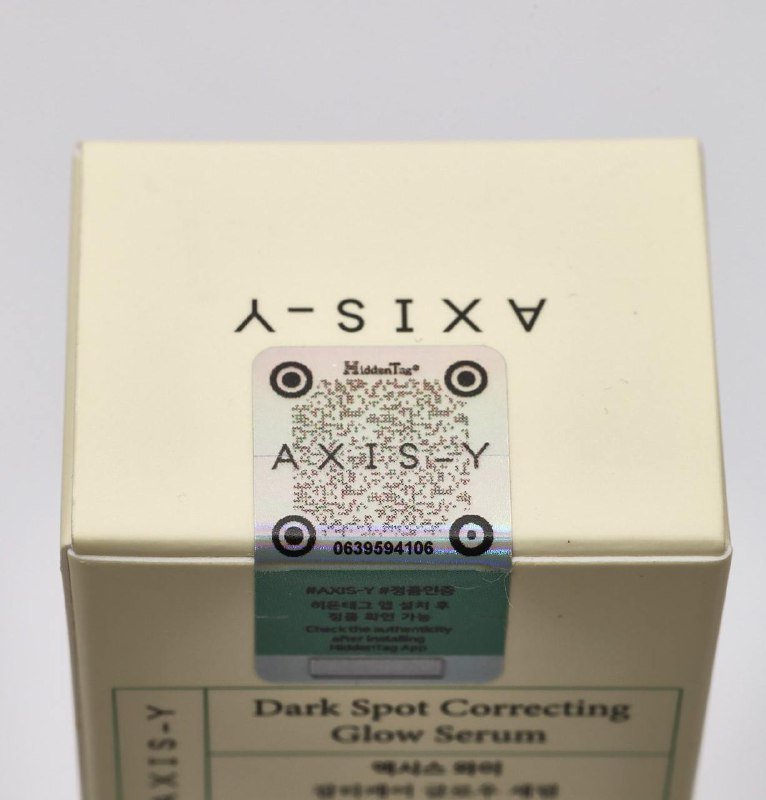 AXIS-Y
HiddenTag®
AXIS-Y
0639594106
#AXIS-Y #정품인증
히든태그 앱 설치 후
정품 확인 가능
Check the authenticity
after installing
HiddenTag App
AXIS-Y
Dark Spot Correcting
Glow Serum
엑시스 와이